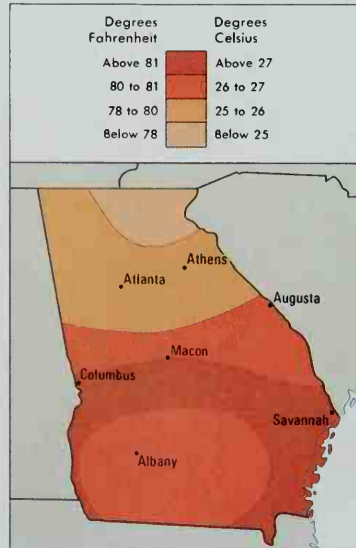 Degrees Fahrenheit
Degrees Celsius
Above 81
Above 27
80 to 81
26 to 27
78 to 80
25 to 26
Below 78
Below 25
Athens
Atlanta
Augusta
Macon
Columbus
Savannah
Albany